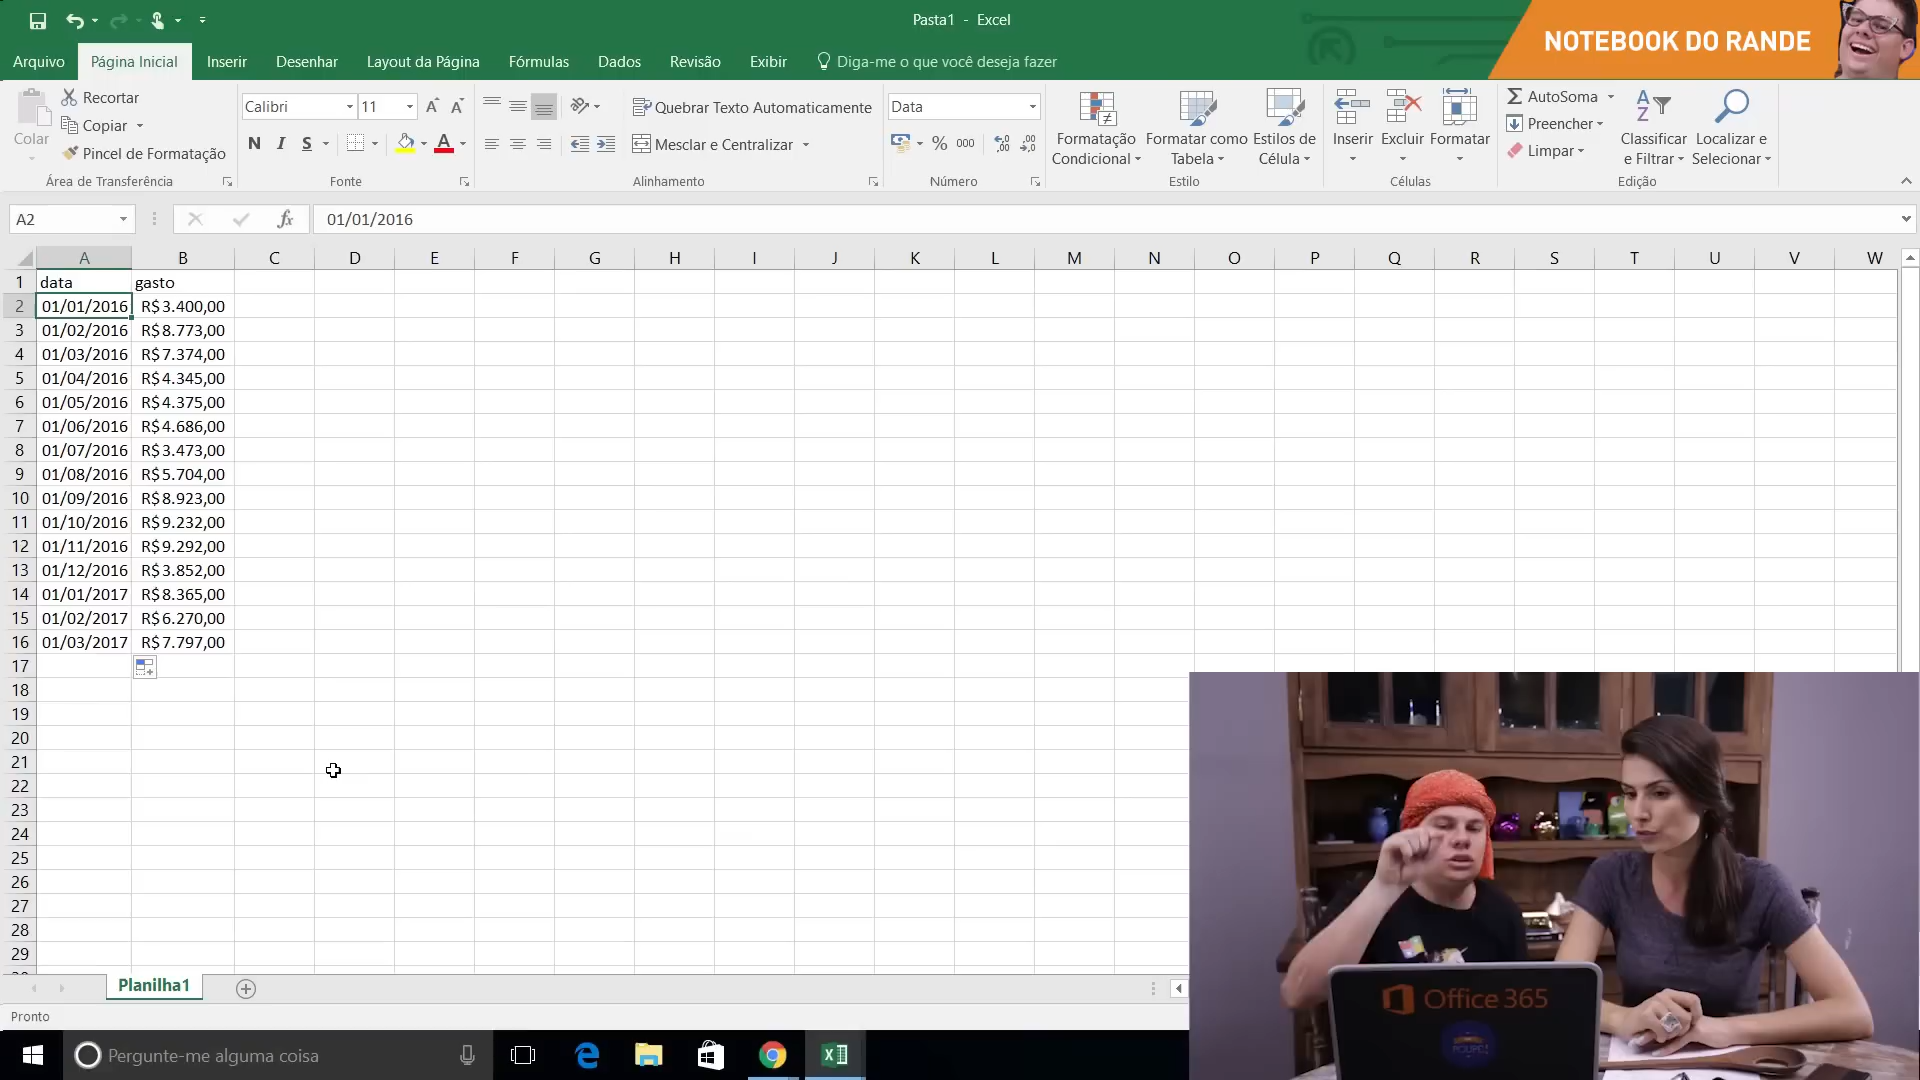 Pasta1 - Excel
NOTEBOOK DO RANDE
Arquivo Página Inicial Inserir Desenhar Layout da Página Fórmulas Dados Revisão Exibir Diga-me o que você deseja fazer
Colar
Recortar
Copiar
Pincel de Formatação
Área de Transferência
Calibri 11
N I S A
Fonte
Quebrar Texto Automaticamente
Mesclar e Centralizar
Alinhamento
Data
% 000
Número
Formatação Condicional
Formatar como Tabela
Estilos de Célula
Estilo
Inserir Excluir Formatar
Células
AutoSoma
Preencher
Limpar
Classificar e Filtrar
Localizar e Selecionar
Edição
A2 fx 01/01/2016
A B C D E F G H I J K L M N O P Q R S T U V W
1 data gasto
2 01/01/2016 R$ 3.400,00
3 01/02/2016 R$ 8.773,00
4 01/03/2016 R$ 7.374,00
5 01/04/2016 R$ 4.345,00
6 01/05/2016 R$ 4.375,00
7 01/06/2016 R$ 4.686,00
8 01/07/2016 R$ 3.473,00
9 01/08/2016 R$ 5.704,00
10 01/09/2016 R$ 8.923,00
11 01/10/2016 R$ 9.232,00
12 01/11/2016 R$ 9.292,00
13 01/12/2016 R$ 3.852,00
14 01/01/2017 R$ 8.365,00
15 01/02/2017 R$ 6.270,00
16 01/03/2017 R$ 7.797,00
17
18
19
20
21
22
23
24
25
26
27
28
29
Planilha1
Pronto
Office 365
Pergunte-me alguma coisa